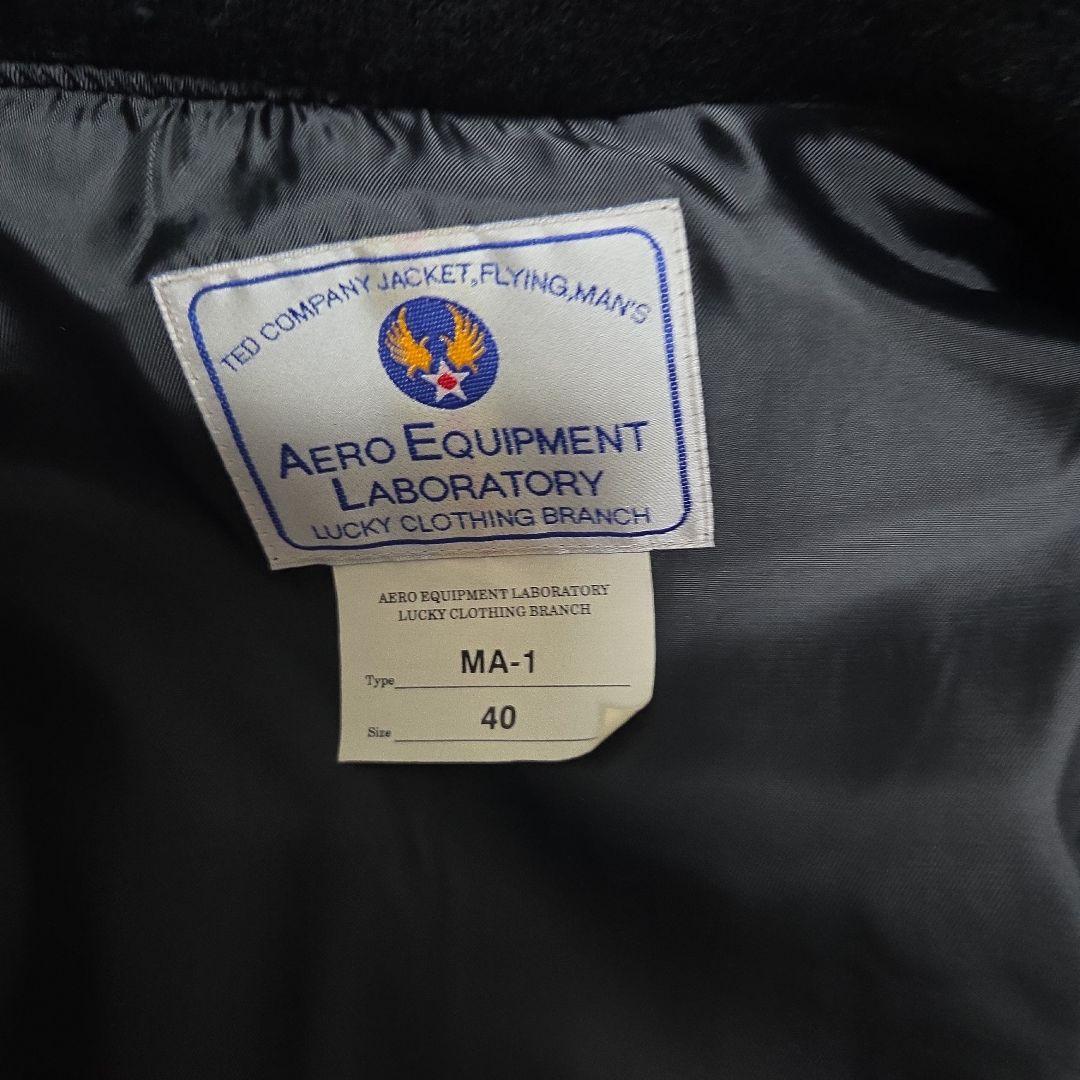 TED COMPANY JACKET, FLYING, MAN'S
AERO EQUIPMENT
LABORATORY
LUCKY CLOTHING BRANCH
AERO EQUIPMENT LABORATORY
LUCKY CLOTHING BRANCH
Type MA-1
Size 40